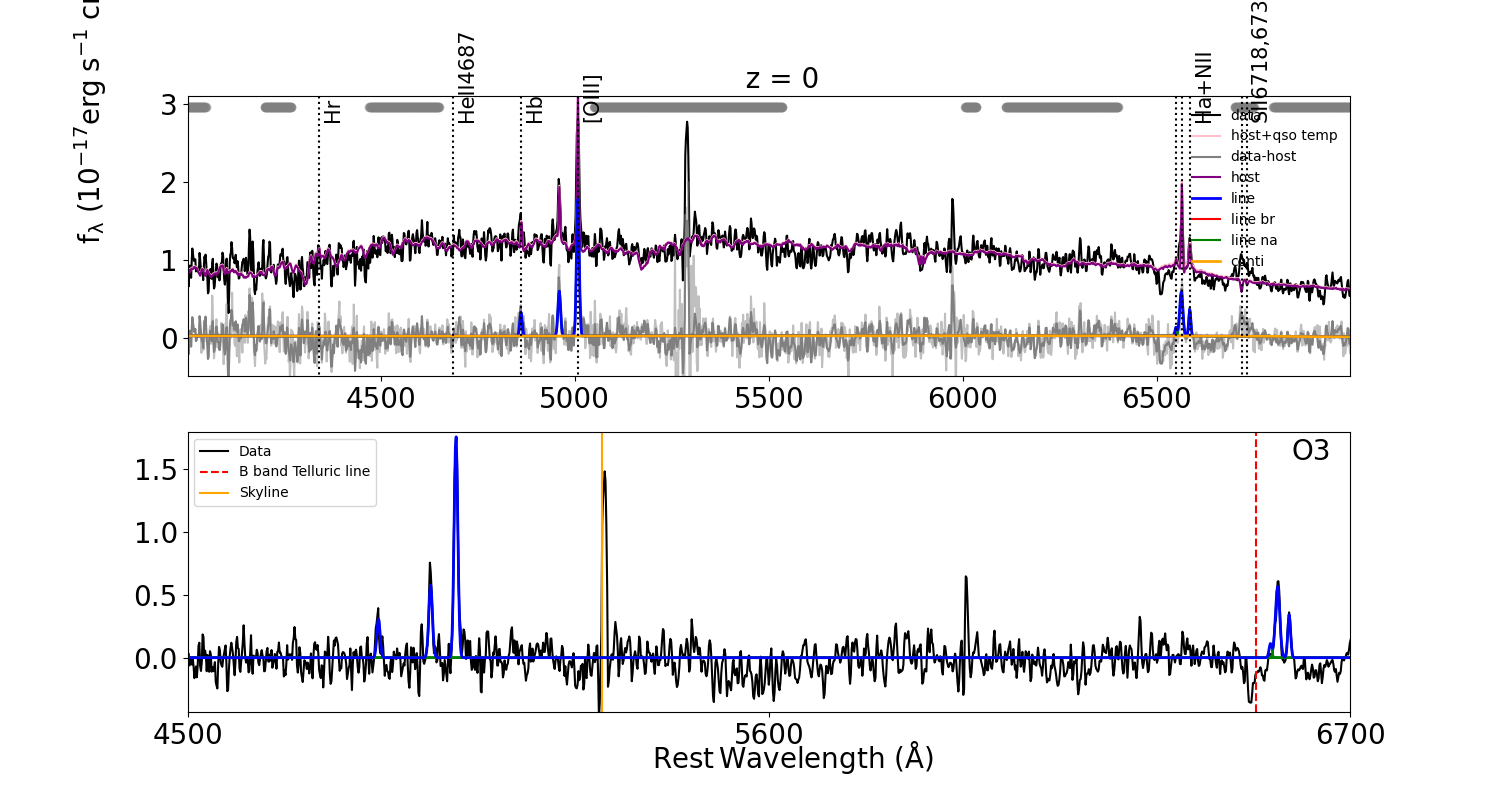 z = 0
f_λ (10^−17 erg s^−1 c
Hr
HeII4687
Hb
[OIII]
Ha+NII
SII6718,673
3
2
1
0
data
host+qso temp
data-host
host
line
line br
line na
conti
4500
5000
5500
6000
6500
O3
Data
B band Telluric line
Skyline
1.5
1.0
0.5
0.0
4500
5600
6700
Rest Wavelength (Å)